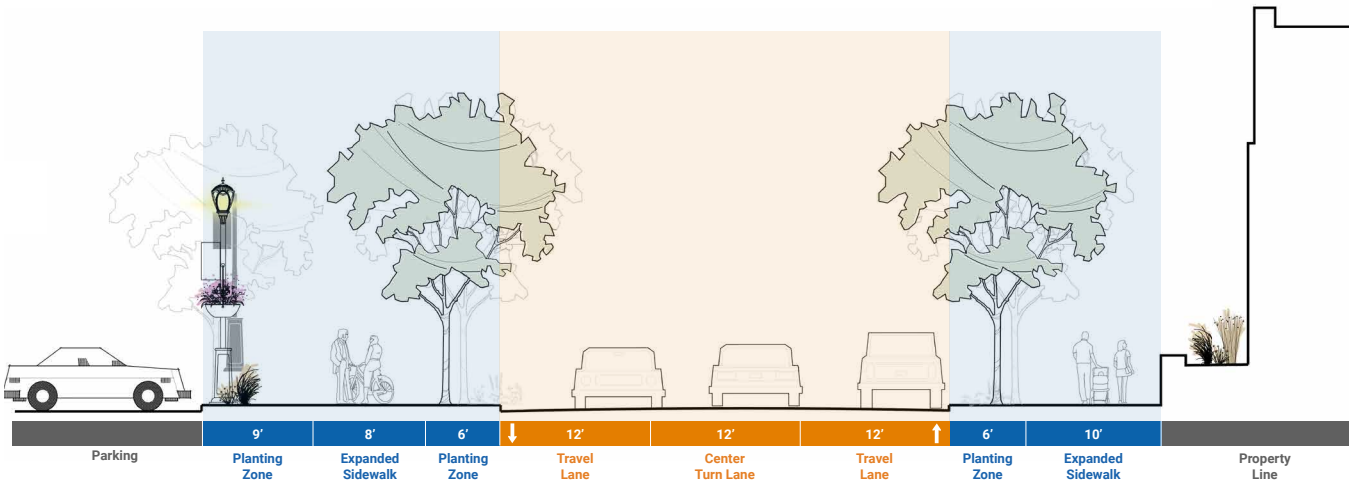 9’
8’
6’
12’
12’
12’
6’
10’
Parking
Planting
Zone
Expanded
Sidewalk
Planting
Zone
Travel
Lane
Center
Turn Lane
Travel
Lane
Planting
Zone
Expanded
Sidewalk
Property
Line